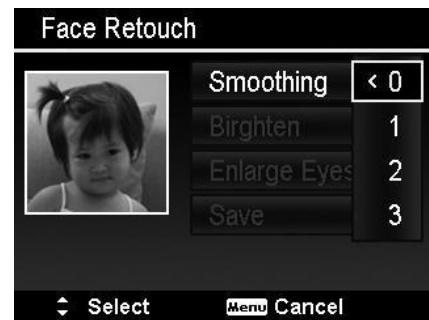 Face Retouch
Smoothing < 0
Birghten 1
Enlarge Eyes 2
Save 3
Select Menu Cancel